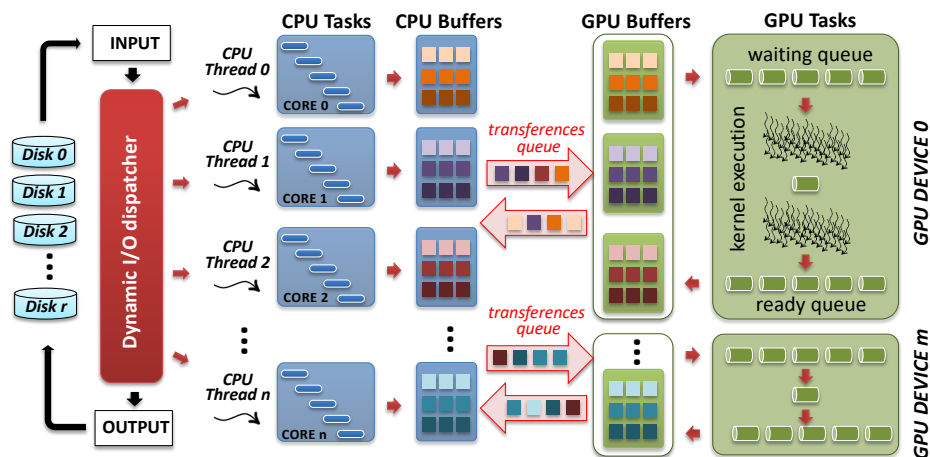 CPU Tasks
CPU Buffers
GPU Buffers
GPU Tasks
INPUT
Dynamic I/O dispatcher
OUTPUT
Disk 0
Disk 1
Disk 2
Disk r
CPU
Thread 0
CORE 0
CPU
Thread 1
CORE 1
CPU
Thread 2
CORE 2
CPU
Thread n
CORE n
transferences
queue
transferences
queue
waiting queue
kernel execution
ready queue
GPU DEVICE 0
GPU DEVICE m